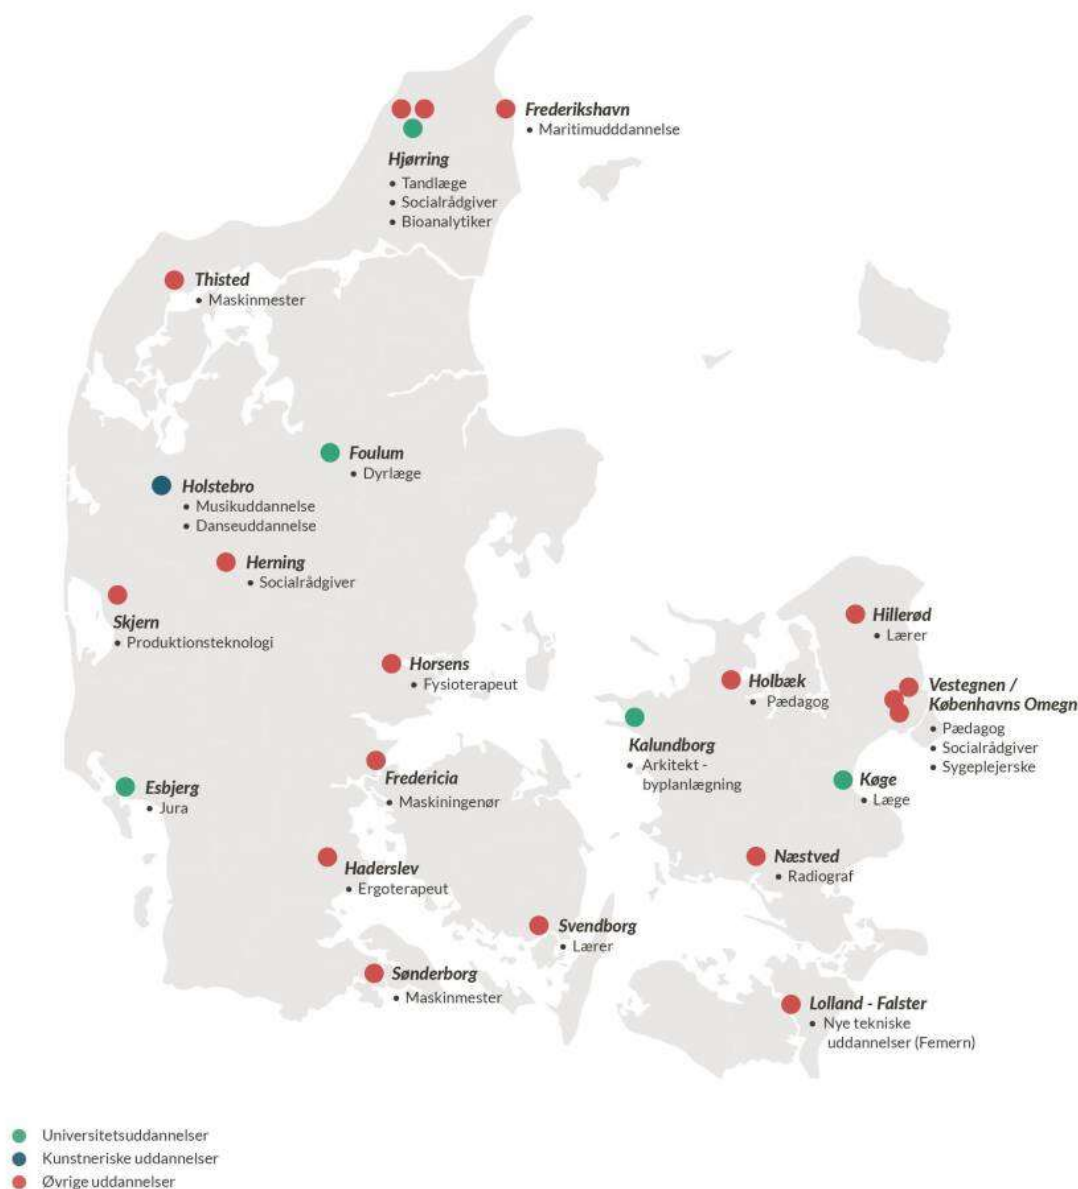 Frederikshavn
• Maritimudddannelse
Hjørring
• Tandlæge
• Socialrådgiver
• Bioanalytiker
Thisted
• Maskinmester
Foulum
• Dyrlæge
Holstebro
• Musikuddannelse
• Danseuddannelse
Herning
• Socialrådgiver
Skjern
• Produktionsteknologi
Horsens
• Fysioterapeut
Hillerød
• Lærer
Holbæk
• Pædagog
Vestegnen /
Københavns Omegn
• Pædagog
• Socialrådgiver
• Sygeplejerske
Kalundborg
• Arkitekt -
byplanlægning
Køge
• Læge
Fredericia
• Maskiningenør
Esbjerg
• Jura
Haderslev
• Ergoterapeut
Næstved
• Radiograf
Svendborg
• Lærer
Sønderborg
• Maskinmester
Lolland - Falster
• Nye tekniske
uddannelser (Femern)
Universitetsuddannelser
Kunstneriske uddannelser
Øvrige uddannelser